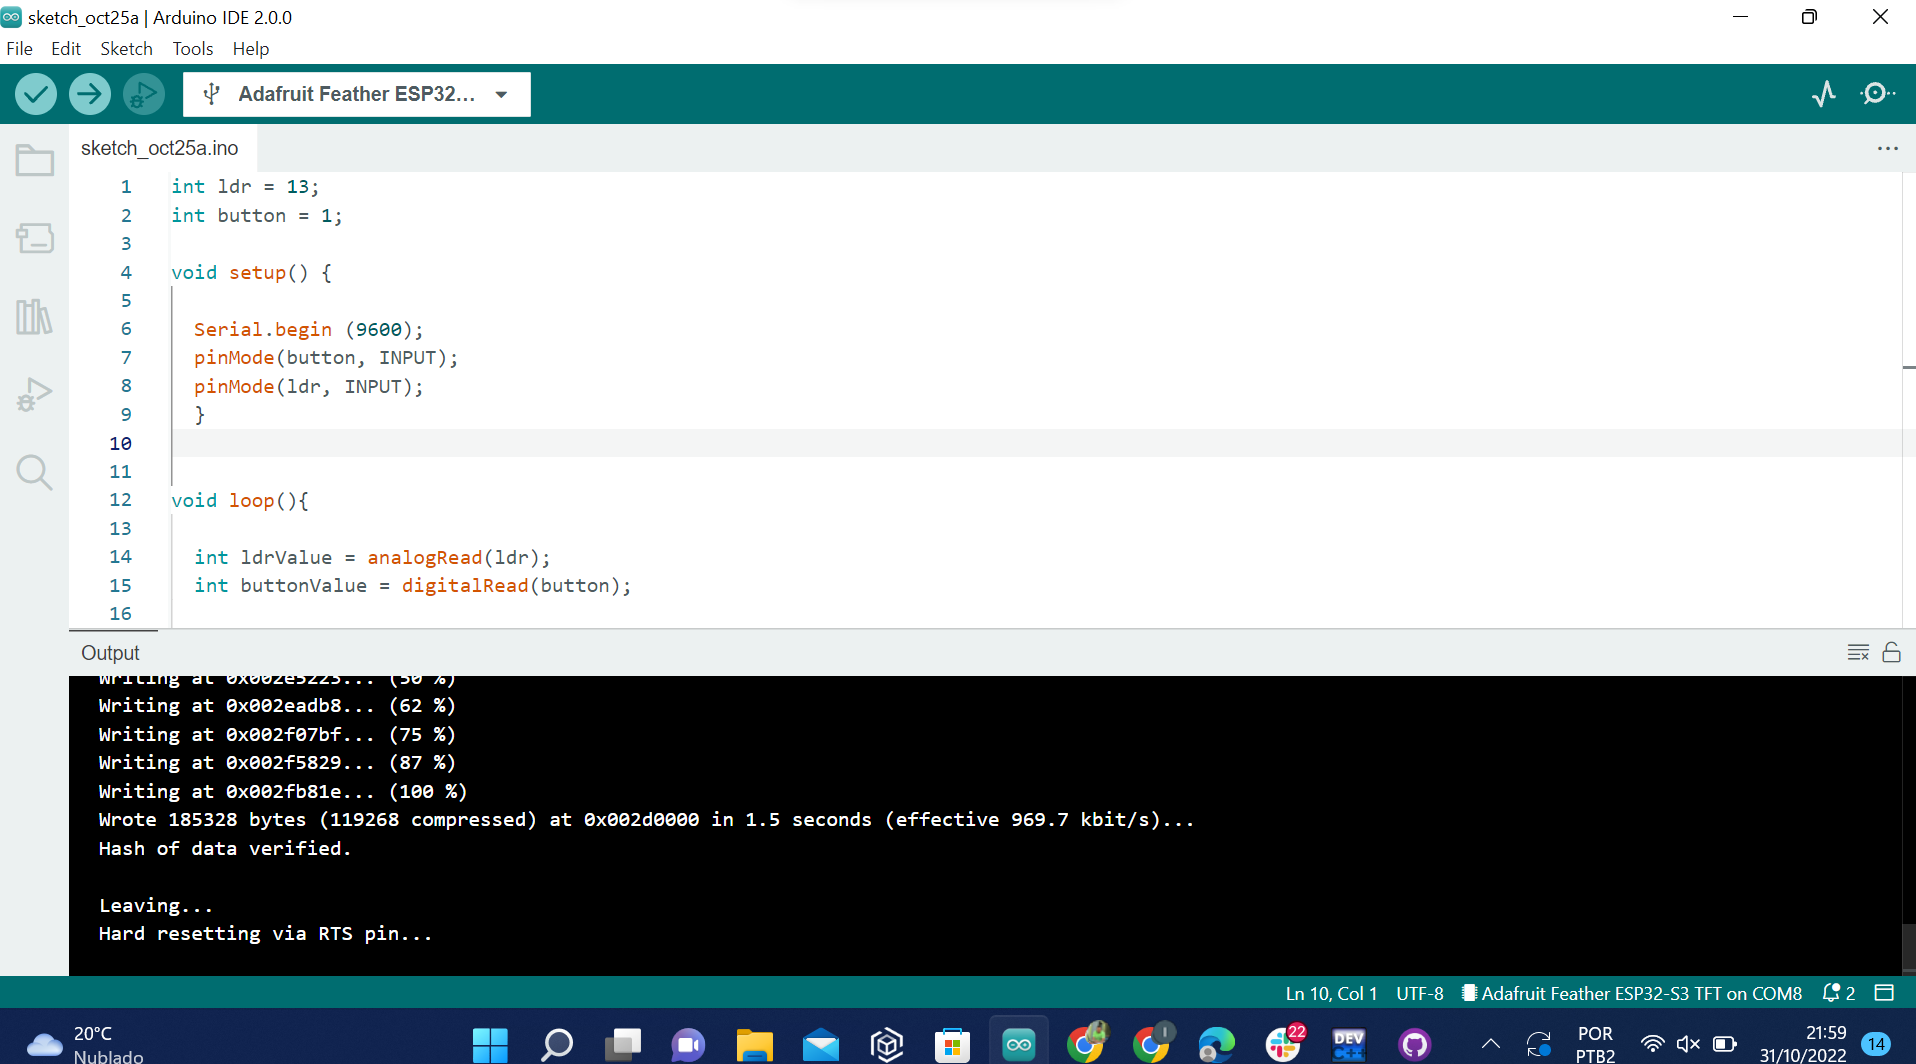 sketch_oct25a | Arduino IDE 2.0.0
File Edit Sketch Tools Help
Adafruit Feather ESP32...
sketch_oct25a.ino
1 int ldr = 13;
2 int button = 1;
3
4 void setup() {
5
6 Serial.begin (9600);
7 pinMode(button, INPUT);
8 pinMode(ldr, INPUT);
9 }
10
11
12 void loop(){
13
14 int ldrValue = analogRead(ldr);
15 int buttonValue = digitalRead(button);
16
Output
Writing at 0x002e5223... (50 %)
Writing at 0x002eadb8... (62 %)
Writing at 0x002f07bf... (75 %)
Writing at 0x002f5829... (87 %)
Writing at 0x002fb81e... (100 %)
Wrote 185328 bytes (119268 compressed) at 0x002d0000 in 1.5 seconds (effective 969.7 kbit/s)...
Hash of data verified.
Leaving...
Hard resetting via RTS pin...
Ln 10, Col 1 UTF-8 Adafruit Feather ESP32-S3 TFT on COM8 2
20°C
Nublado
22
DEV
C++
POR
PTB2
21:59
31/10/2022
14